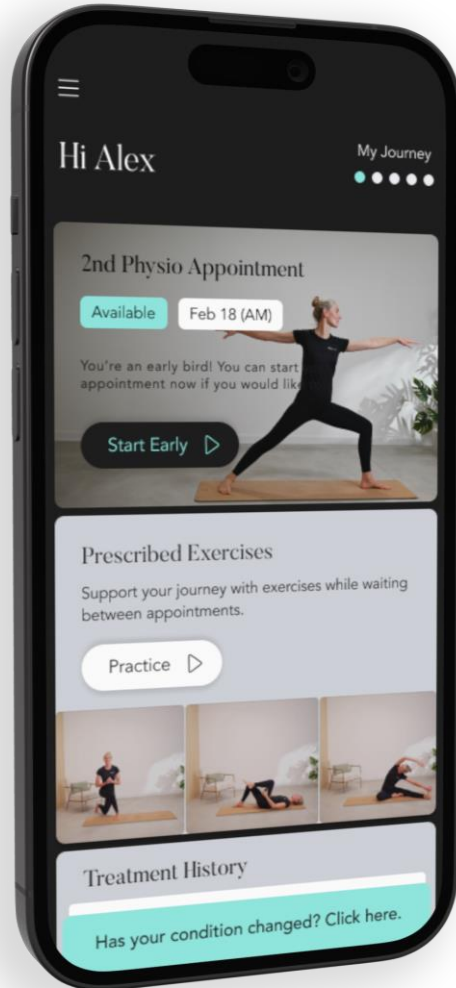 Hi Alex
My Journey
2nd Physio Appointment
Available
Feb 18 (AM)
You're an early bird! You can start
appointment now if you would like
Start Early
Prescribed Exercises
Support your journey with exercises while waiting
between appointments.
Practice
Treatment History
Has your condition changed? Click here.